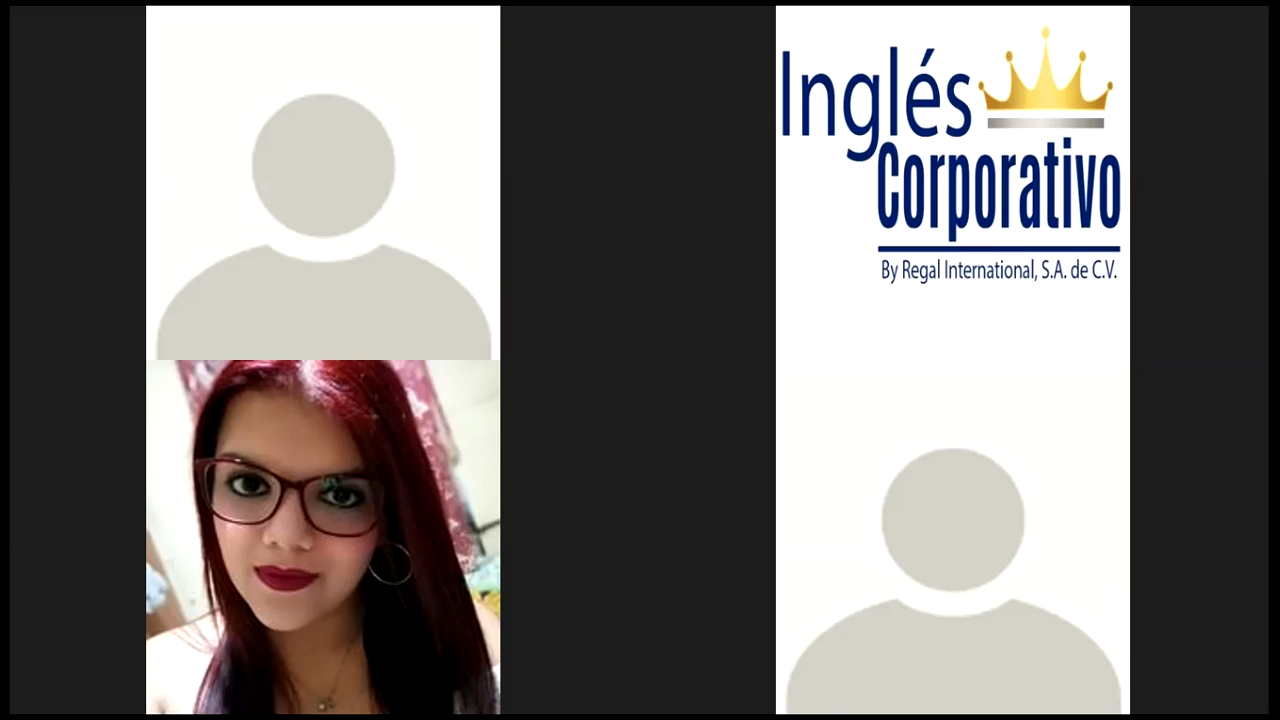 Inglés
Corporativo
By Regal International, S.A. de C.V.